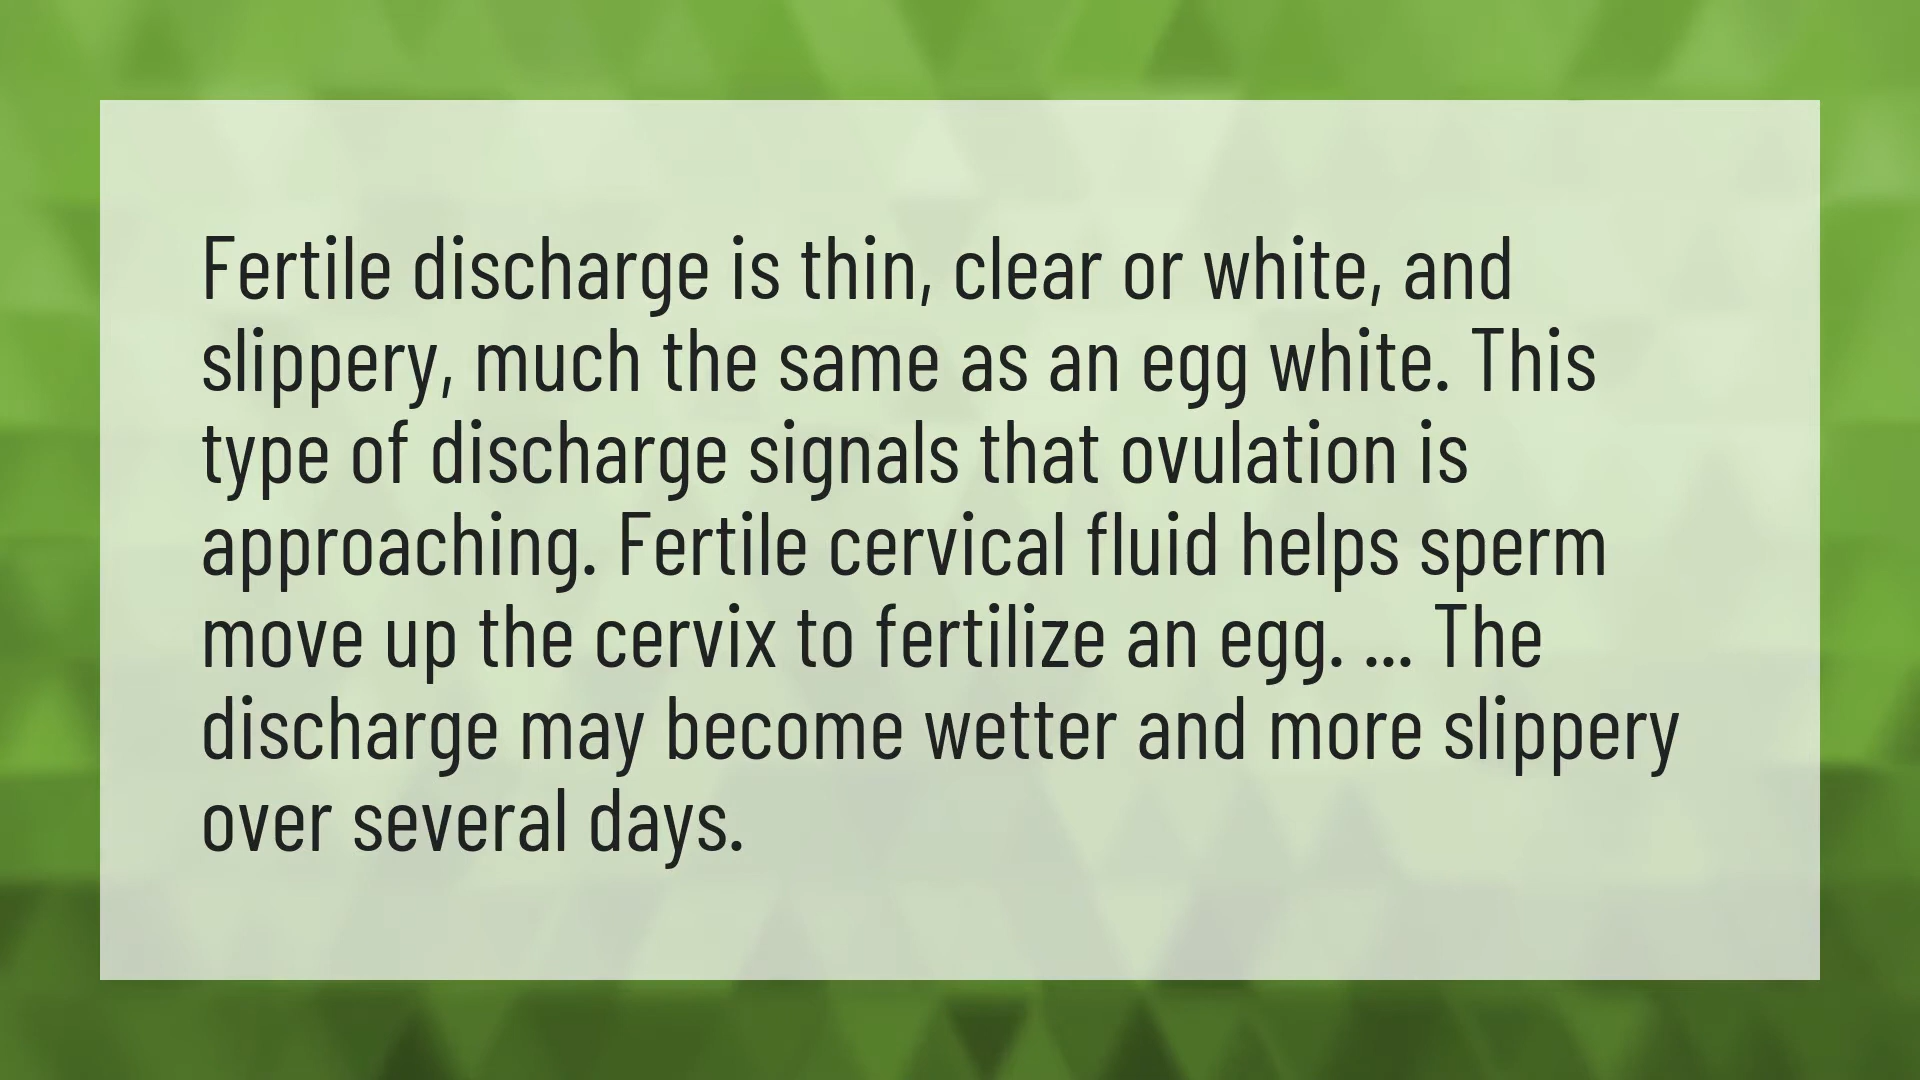 Fertile discharge is thin, clear or white, and
slippery, much the same as an egg white. This
type of discharge signals that ovulation is
approaching. Fertile cervical fluid helps sperm
move up the cervix to fertilize an egg. ... The
discharge may become wetter and more slippery
over several days.